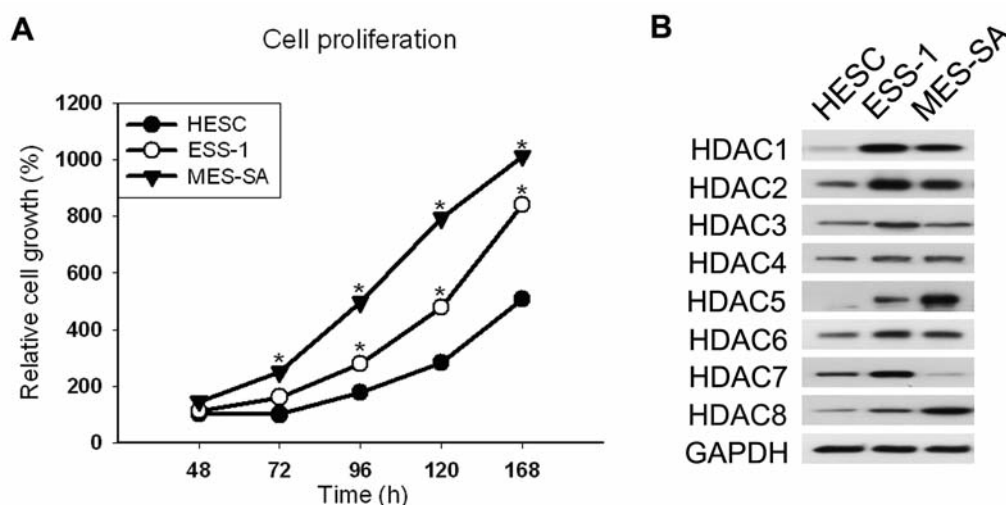 A
Cell proliferation
Relative cell growth (%)
1200
1000
800
600
400
200
0
HESC
ESS-1
MES-SA
*
*
*
*
*
*
*
48 72 96 120 168
Time (h)
B
HESC ESS-1 MES-SA
HDAC1
HDAC2
HDAC3
HDAC4
HDAC5
HDAC6
HDAC7
HDAC8
GAPDH